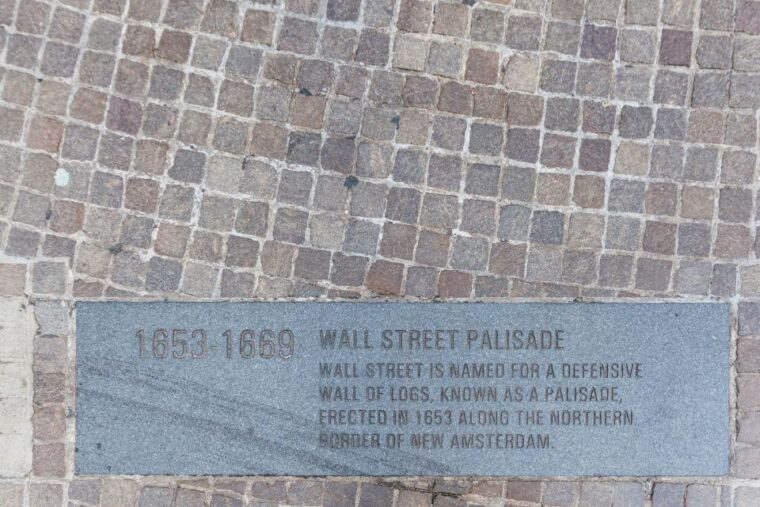 1653-1669
WALL STREET PALISADE
WALL STREET IS NAMED FOR A DEFENSIVE
WALL OF LOGS, KNOWN AS A PALISADE,
ERECTED IN 1653 ALONG THE NORTHERN
BORDER OF NEW AMSTERDAM.